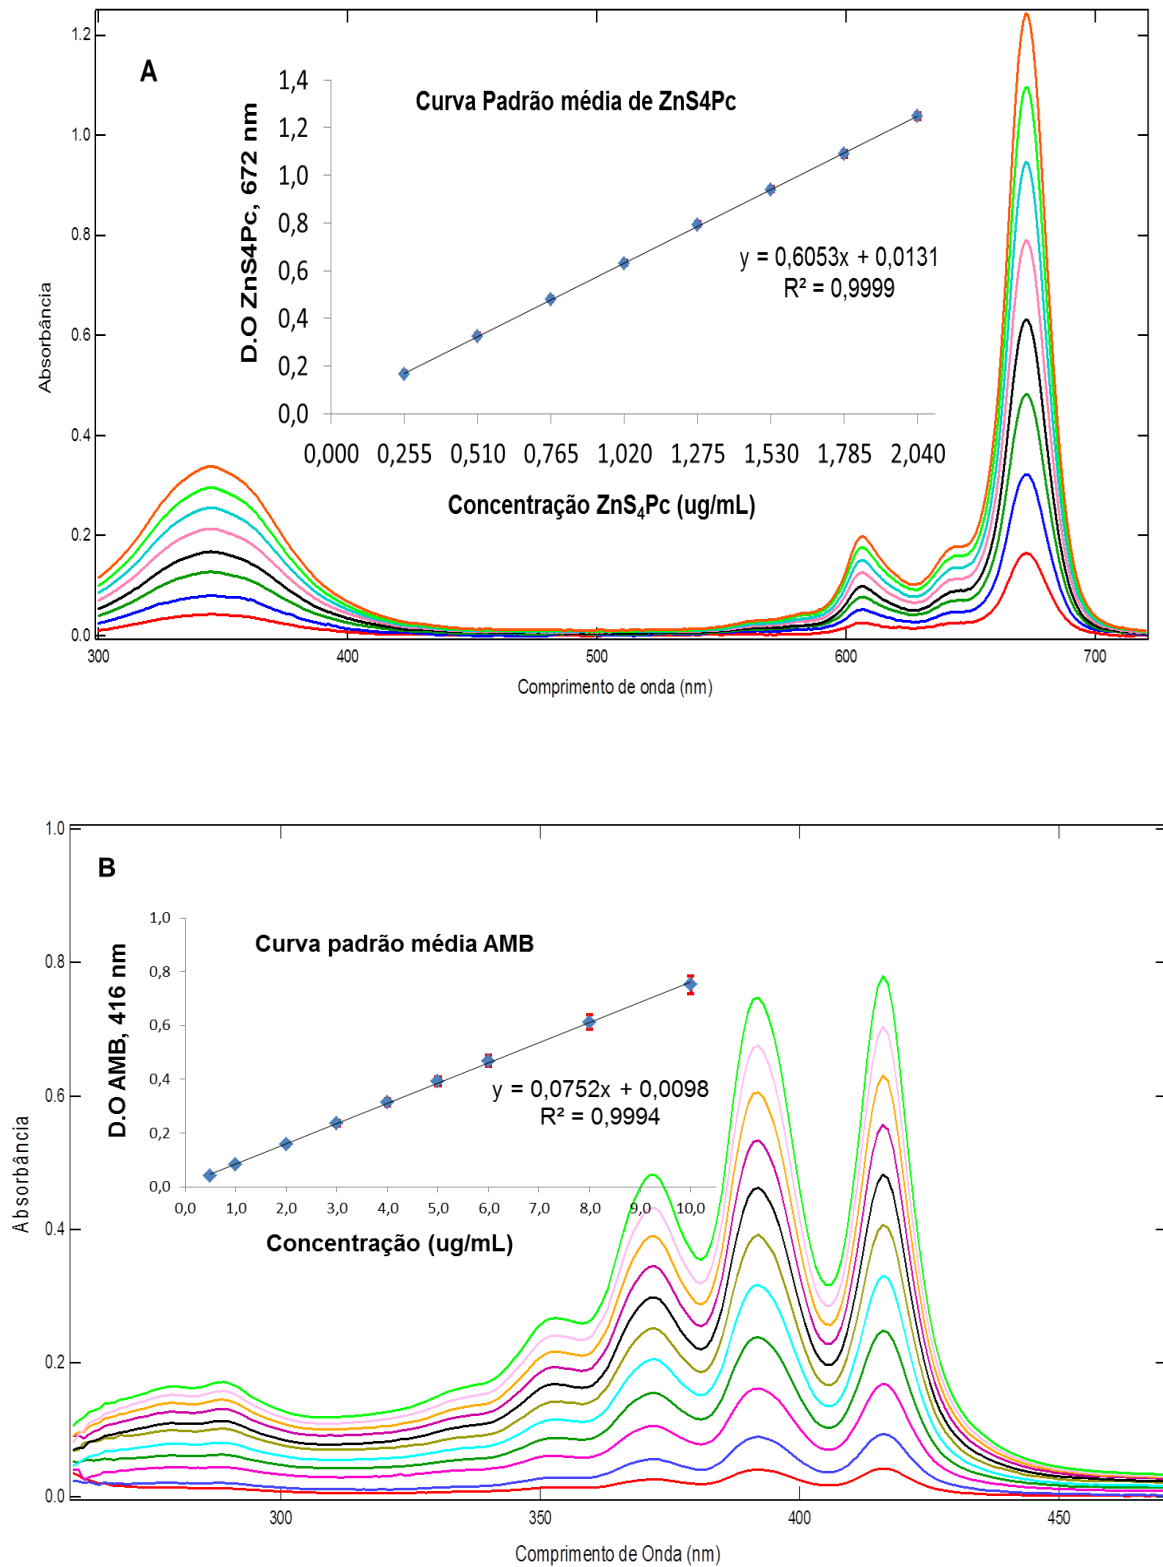 A
Curva Padrão média de ZnS4Pc
D.O ZnS4Pc, 672 nm
1,4
1,2
1,0
0,8
0,6
0,4
0,2
0,0
y = 0,6053x + 0,0131
R² = 0,9999
0,000 0,255 0,510 0,765 1,020 1,275 1,530 1,785 2,040
Concentração ZnS₄Pc (ug/mL)
Absorbância
1.2
1.0
0.8
0.6
0.4
0.2
0.0
300 400 500 600 700
Comprimento de onda (nm)
B
Curva padrão média AMB
D.O AMB, 416 nm
1,0
0,8
0,6
0,4
0,2
0,0
y = 0,0752x + 0,0098
R² = 0,9994
0,0 1,0 2,0 3,0 4,0 5,0 6,0 7,0 8,0 9,0 10,0
Concentração (ug/mL)
Absorbância
1.0
0.8
0.6
0.4
0.2
0.0
300 350 400 450
Comprimento de Onda (nm)